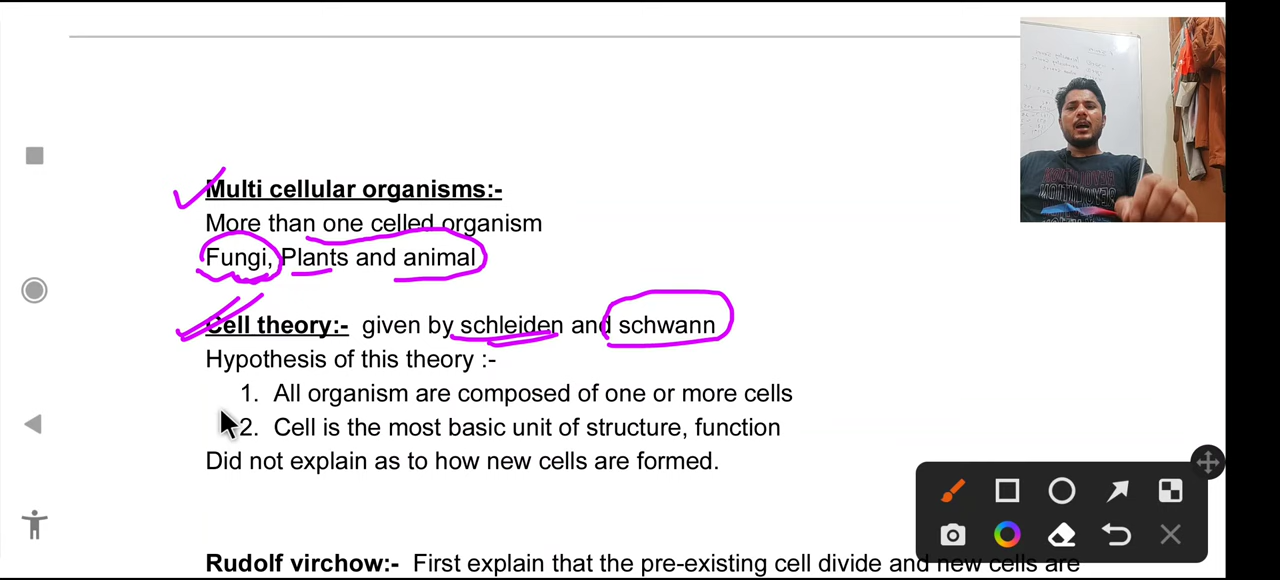 Multi cellular organisms:-
More than one celled organism
Fungi, Plants and animal
Cell theory:- given by schleiden and schwann
Hypothesis of this theory :-
1. All organism are composed of one or more cells
2. Cell is the most basic unit of structure, function
Did not explain as to how new cells are formed.
Rudolf virchow:- First explain that the pre-existing cell divide and new cells are